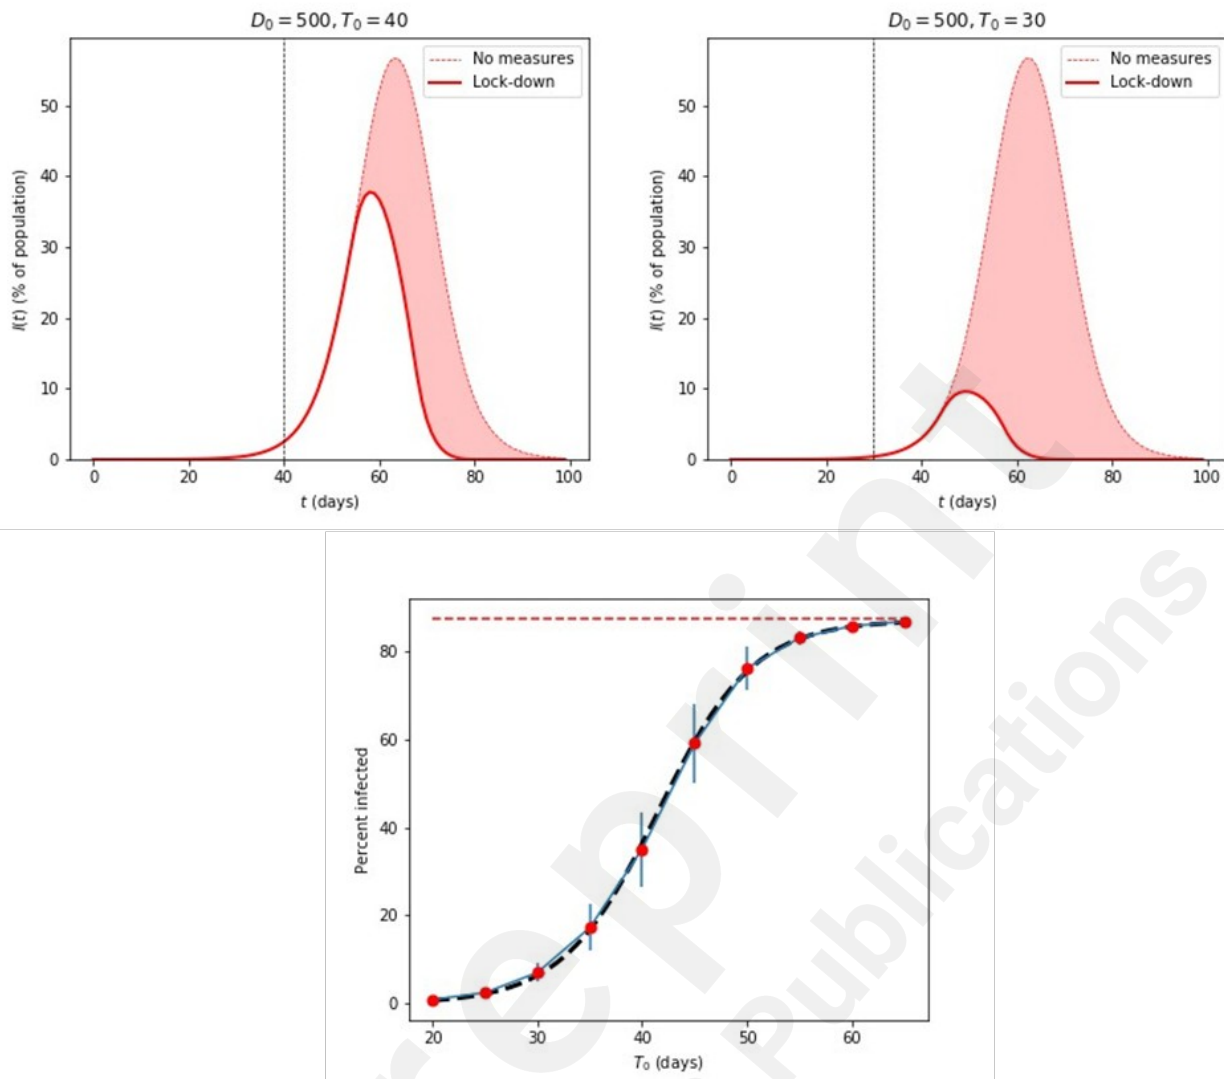 D₀ = 500, T₀ = 40
No measures
Lock-down
I(t) (% of population)
50
40
30
20
10
0
0 20 40 60 80 100
t (days)
D₀ = 500, T₀ = 30
No measures
Lock-down
I(t) (% of population)
50
40
30
20
10
0
0 20 40 60 80 100
t (days)
Percent infected
80
60
40
20
0
20 30 40 50 60
T₀ (days)
reprint
Publications